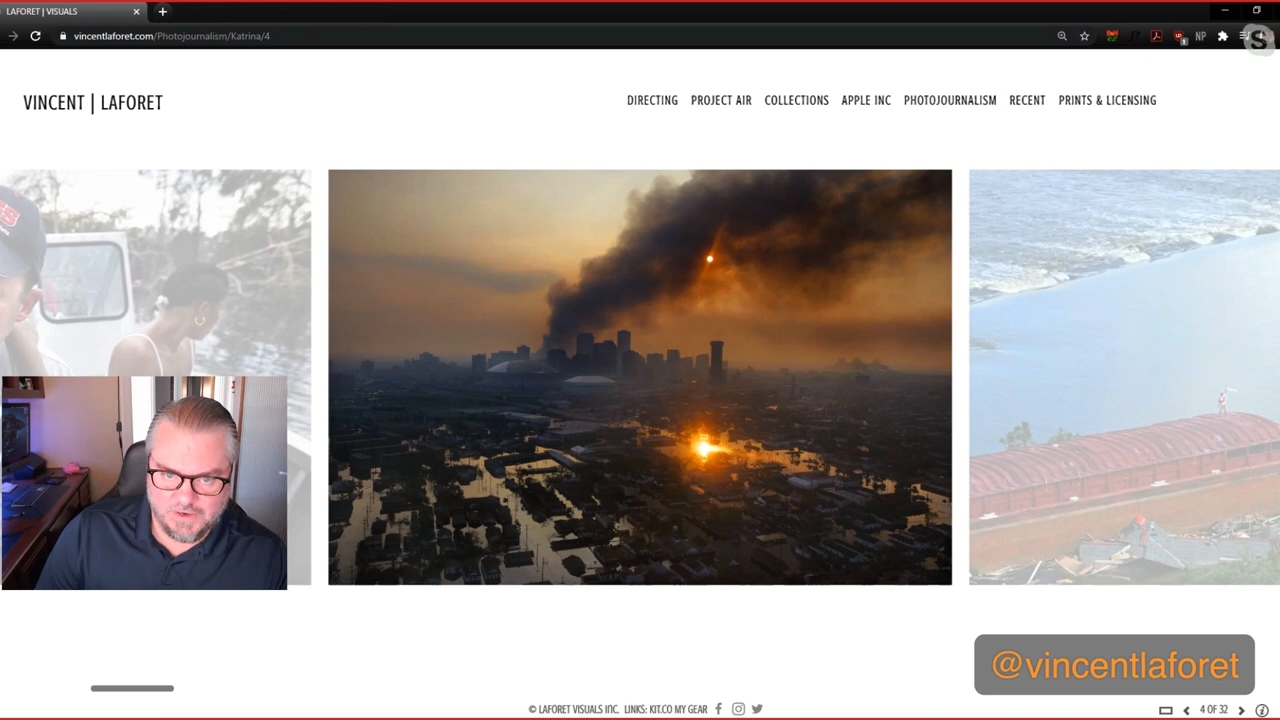 LAFORET | VISUALS
vincentlaforet.com/Photojournalism/Katrina/4
NP
VINCENT | LAFORET
DIRECTING PROJECT AIR COLLECTIONS APPLE INC PHOTOJOURNALISM RECENT PRINTS & LICENSING
@vincentlaforet
© LAFORET VISUALS INC. LINKS: KIT.CO MY GEAR
4 OF 32